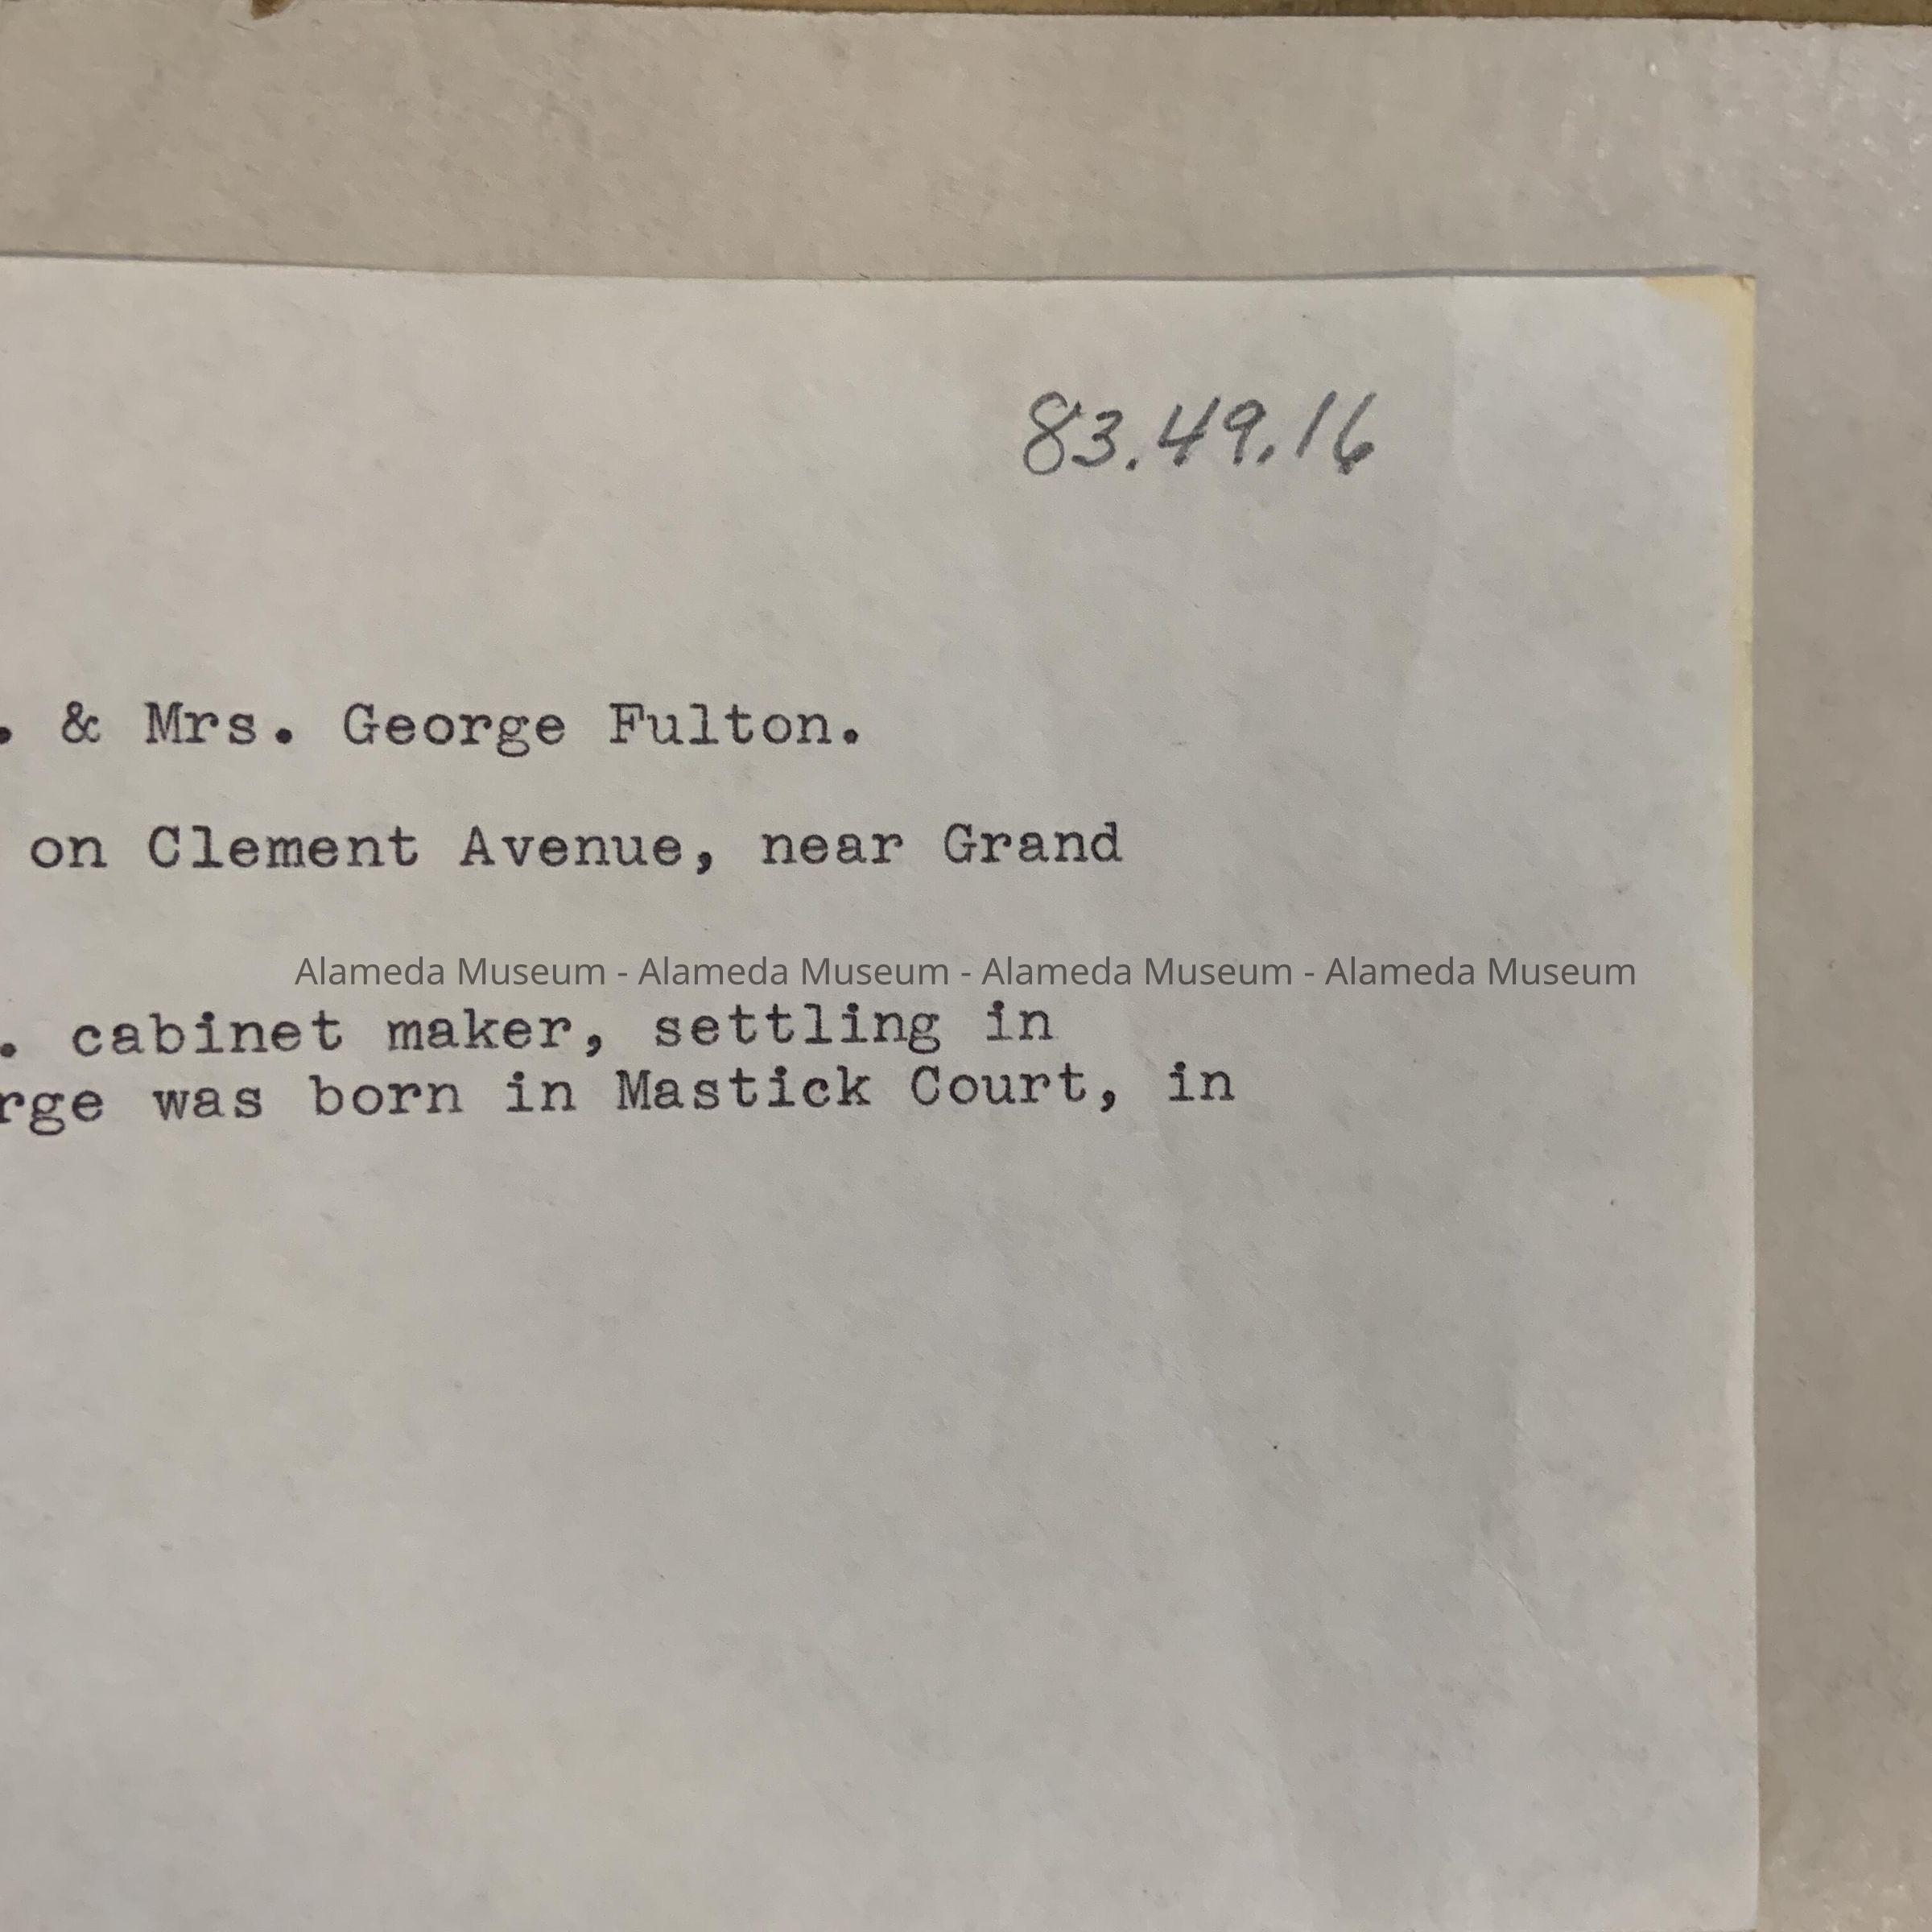 83.49.16
. & Mrs. George Fulton.
on Clement Avenue, near Grand
Alameda Museum - Alameda Museum - Alameda Museum - Alameda Museum
. cabinet maker, settling in
rge was born in Mastick Court, in